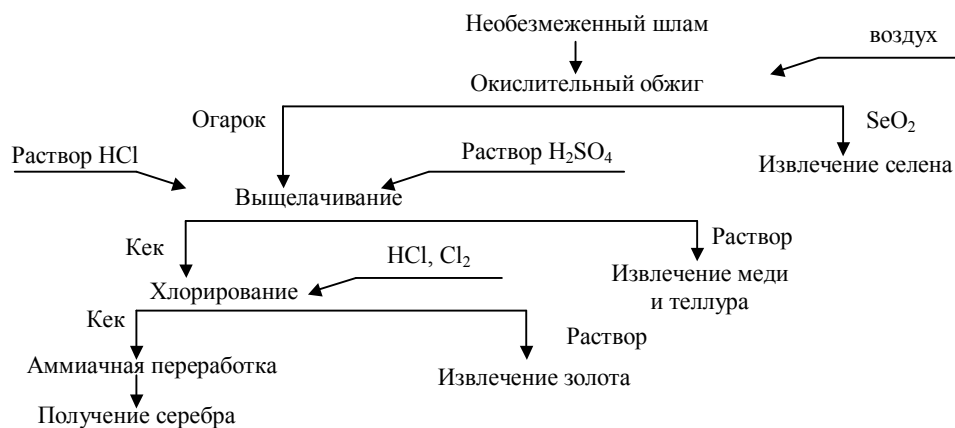 Необезмеженный шлам
воздух
Окислительный обжиг
Огарок
SeO₂
Раствор HCl
Раствор H₂SO₄
Извлечение селена
Выщелачивание
Кек
Раствор
HCl, Cl₂
Извлечение меди
и теллура
Хлорирование
Кек
Раствор
Аммиачная переработка
Извлечение золота
Получение серебра